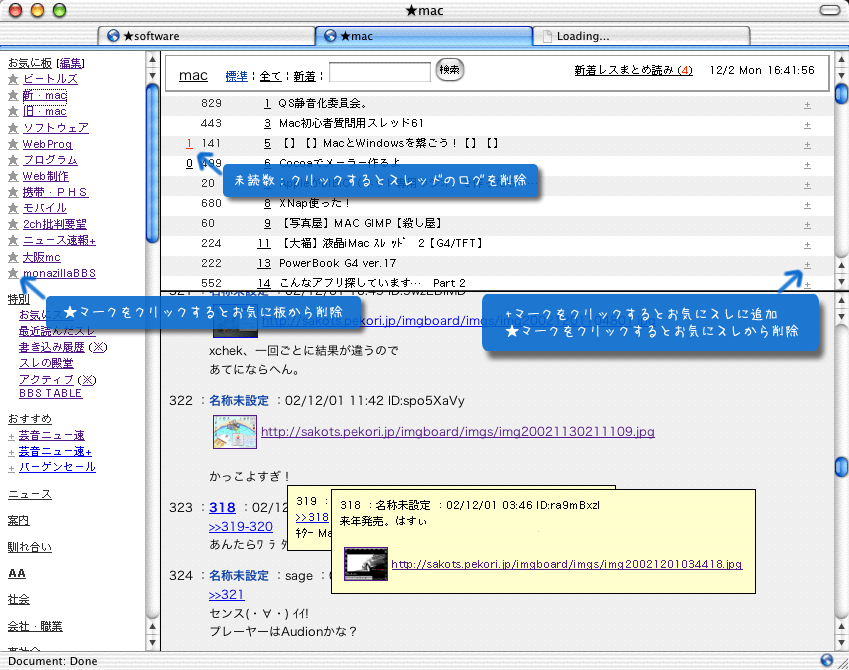 ★mac
★software
★mac
Loading...
お気に板 [編集]
★ ビートルズ
★ 新・mac
★ 旧・mac
★ ソフトウェア
★ WebProg
★ プログラム
★ Web制作
★ 携帯・PHS
★ モバイル
★ 2ch批判要望
★ ニュース速報+
★ 大阪mc
★ monazillaBBS
特別
お気に
最近読んだスレ
書き込み履歴 (※)
スレの殿堂
アクティブ (※)
BBS TABLE
おすすめ
+ 芸音ニュー速
+ 芸音ニュー速+
+ バーゲンセール
ニュース
案内
馴れ合い
AA
社会
会社・職業
mac 標準：全て：新着： 検索 新着レスまとめ読み (4) 12/2 Mon 16:41:56
829 1 QS静音化委員会。 +
443 3 Mac初心者質問用スレッド61 +
1 141 5 【】【】MacとWindowsを繋ごう！【】【】 +
0 499 6 Cocoaでメーラー作るよ +
20
680 8 XNap使った！ +
60 9 【写真屋】MAC GIMP【殺し屋】 +
224 11 【大福】液晶iMac ｽﾚｯﾄﾞ 2【G4/TFT】 +
222 13 PowerBook G4 ver.17 +
552 14 こんなアプリ探しています… Part 2
未読数：クリックするとスレッドのログを削除
★マークをクリックするとお気に板から削除
+マークをクリックするとお気にスレに追加
★マークをクリックするとお気にスレから削除
xchek、一回ごとに結果が違うので
あてにならへん。
322 ：名称未設定 ：02/12/01 11:42 ID:spo5XaVy
http://sakots.pekori.jp/imgboard/imgs/img20021130211109.jpg
かっこよすぎ！
323 ：318 ：02/12
>>319-320
あんたらﾜﾗﾀ
319 ：
>>318
ｷﾀｰ Ma
318 ：名称未設定 ：02/12/01 03:46 ID:ra9mBxzI
来年発売。はすぃ
http://sakots.pekori.jp/imgboard/imgs/img20021201034418.jpg
324 ：名称未設定 ：sage ：
>>321
センス(・∀・)ｲｲ!
プレーヤーはAudionかな？
Document: Done